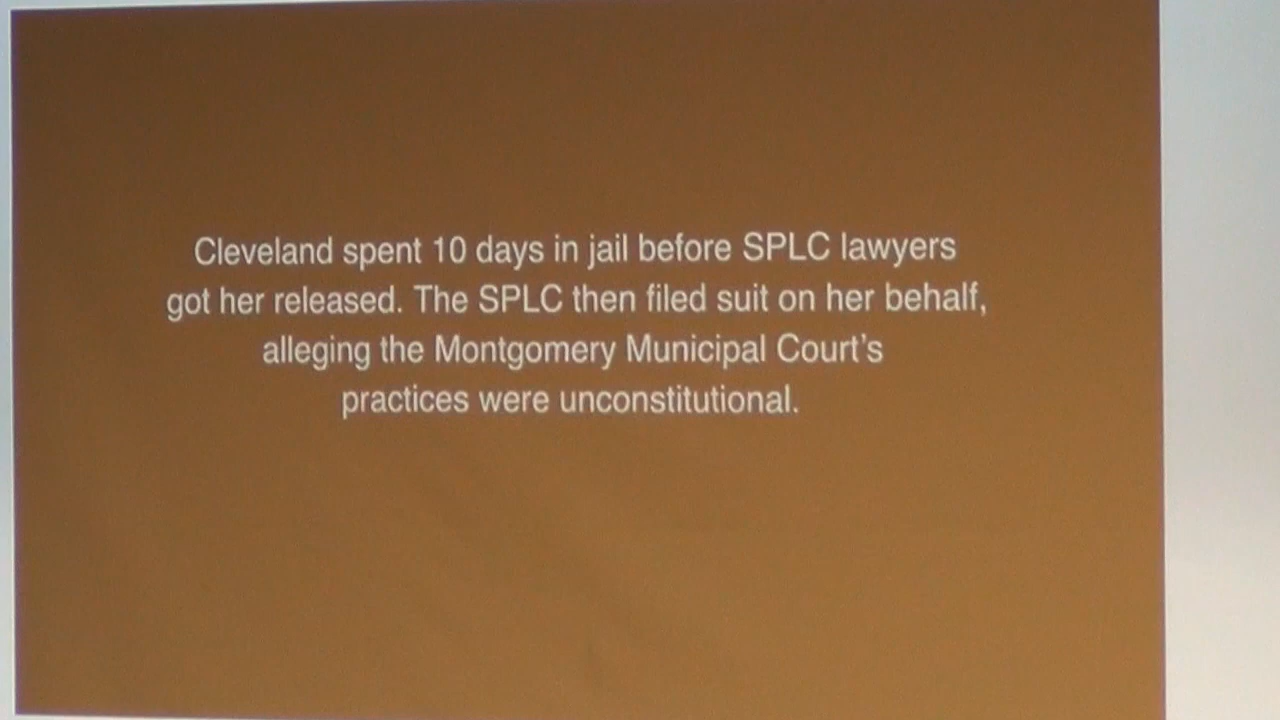 Cleveland spent 10 days in jail before SPLC lawyers
got her released. The SPLC then filed suit on her behalf,
alleging the Montgomery Municipal Court's
practices were unconstitutional.